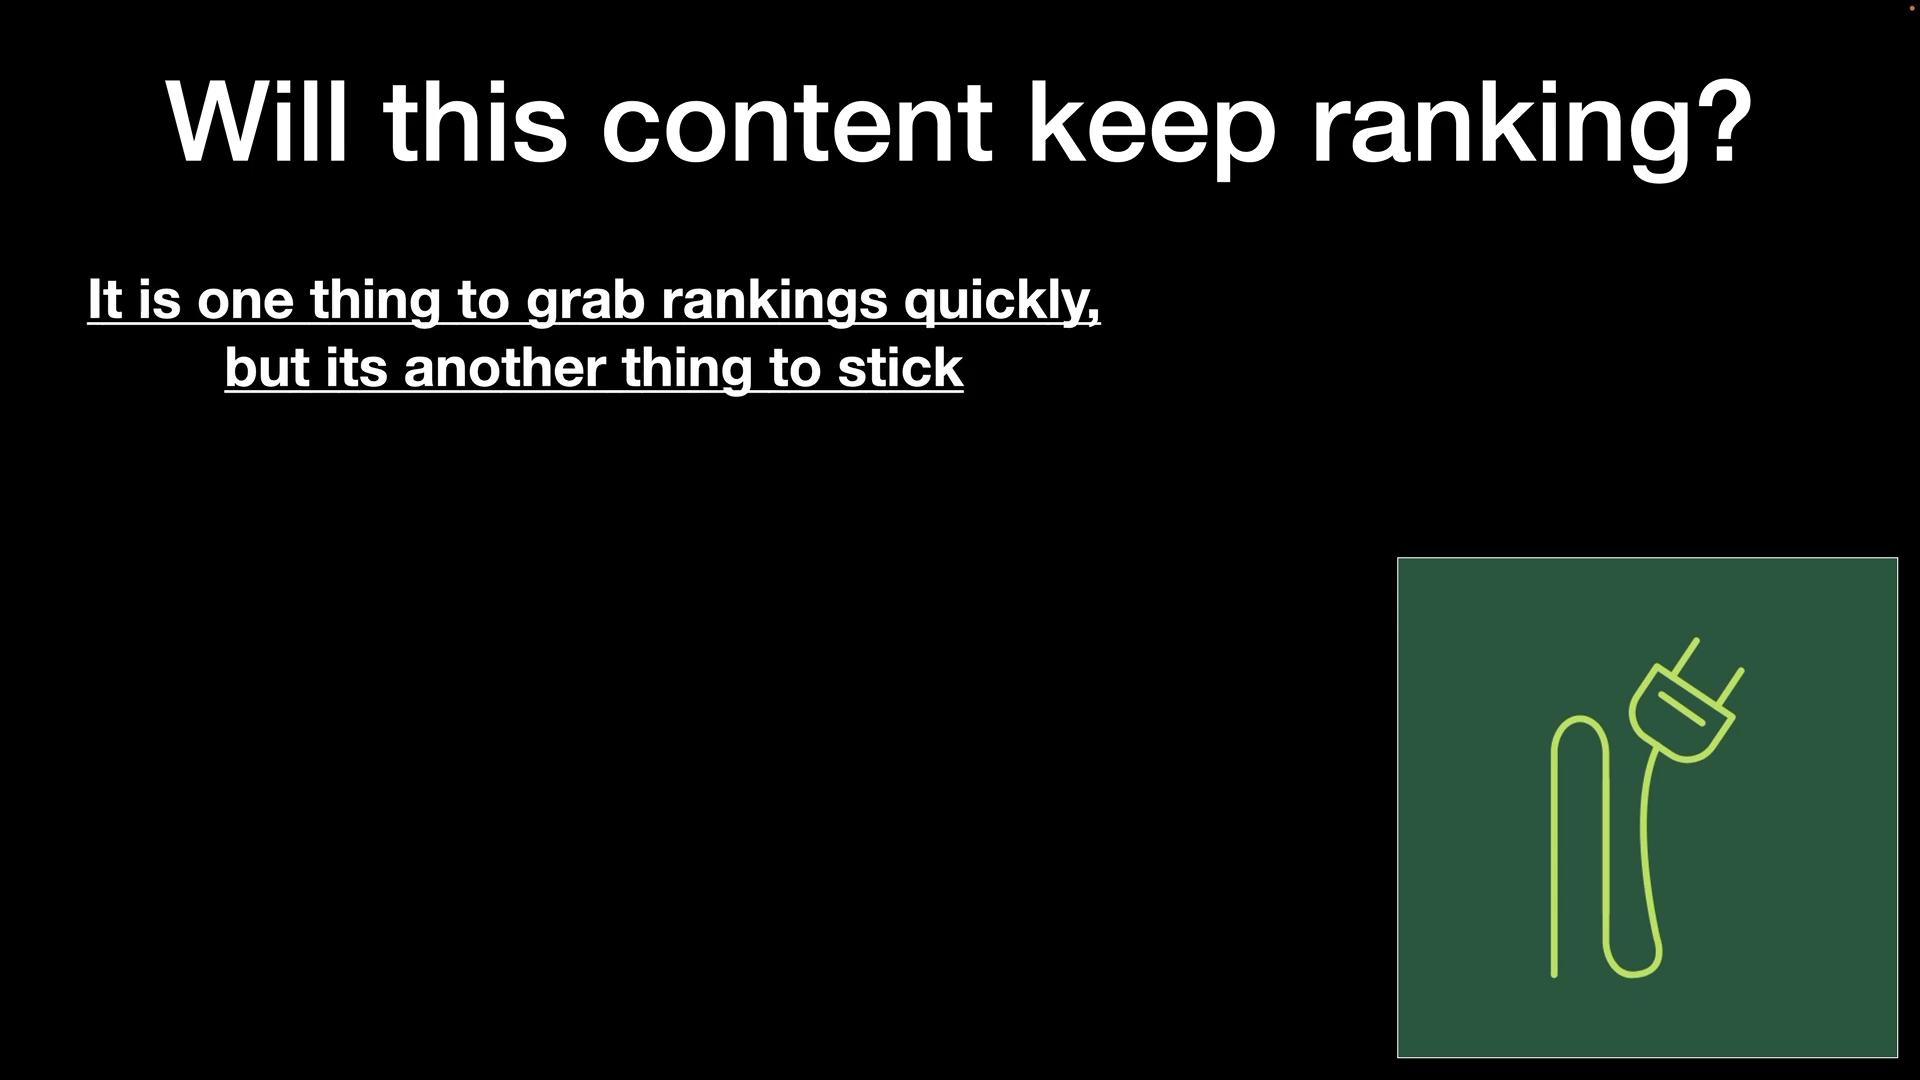 Will this content keep ranking?
It is one thing to grab rankings quickly,
but its another thing to stick